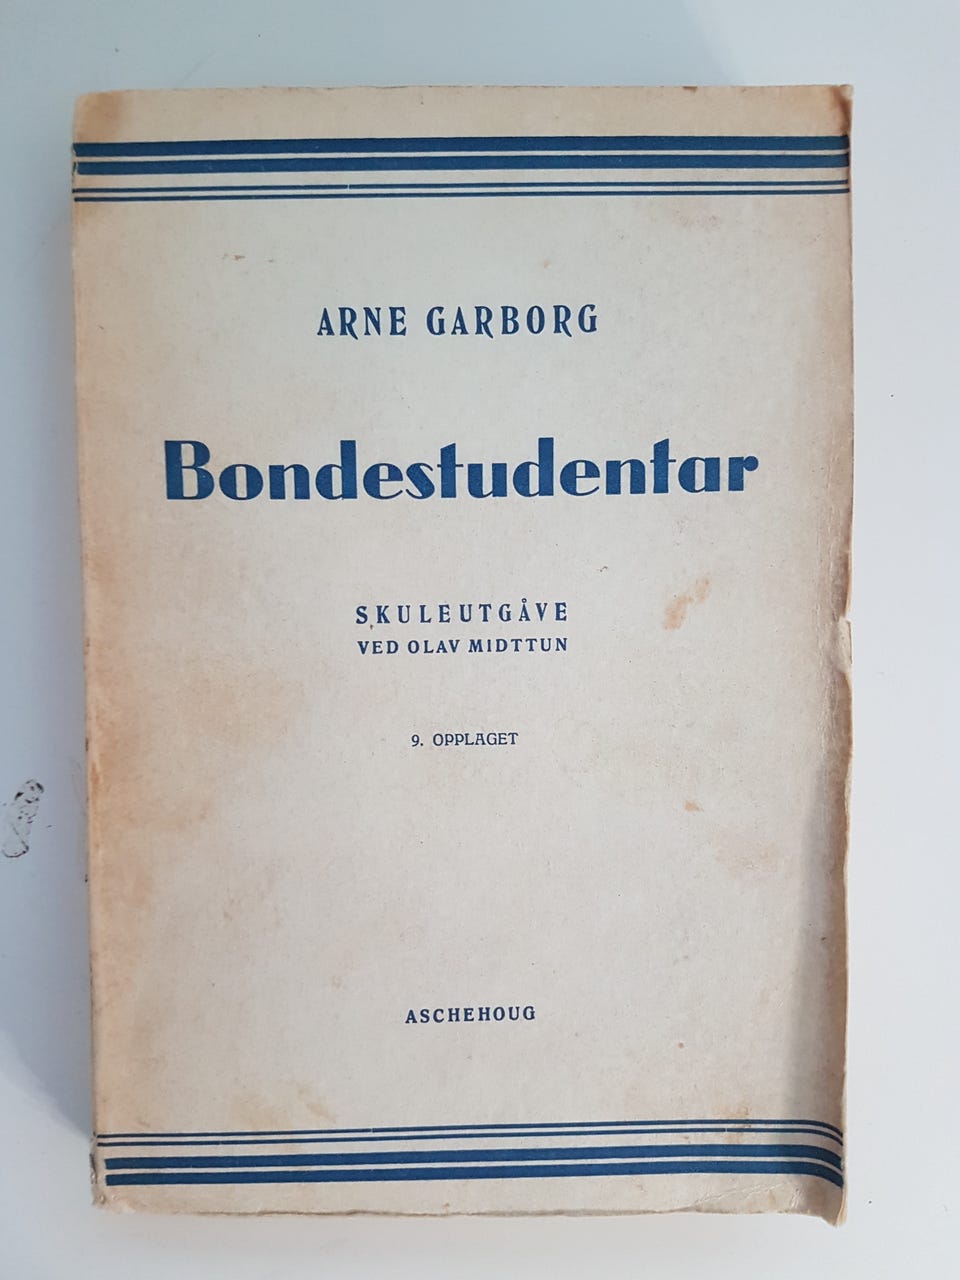 ARNE GARBORG
Bondestudentar
SKULEUTGÅVE
VED OLAV MIDTTUN
9. OPPLAGET
ASCHEHOUG